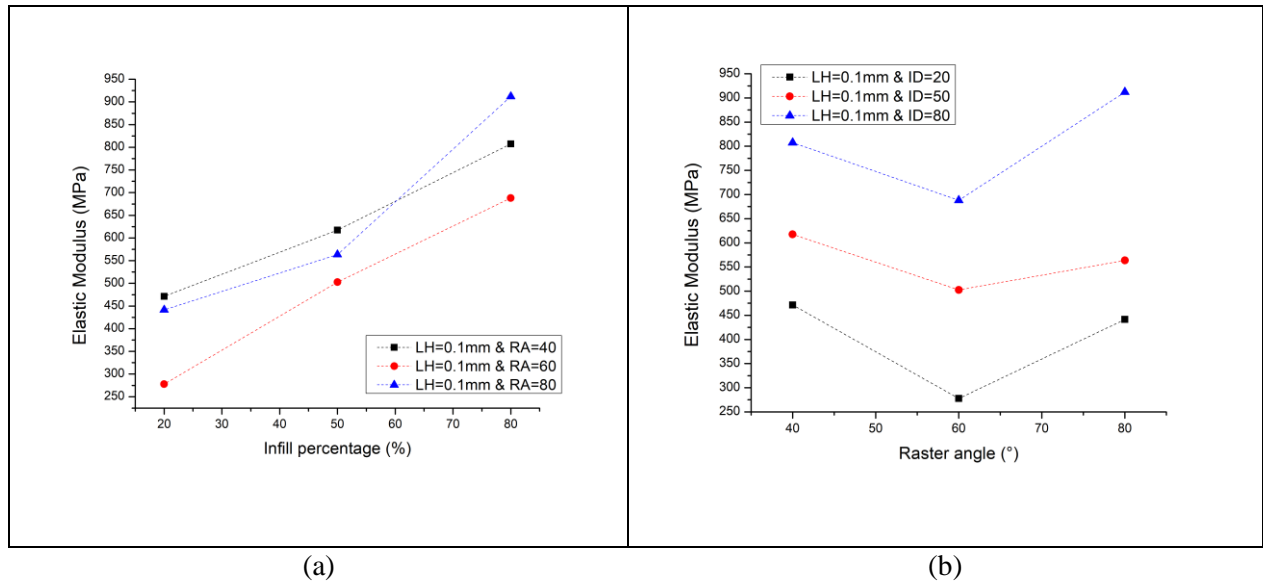 950
900
850
800
750
700
650
600
550
500
450
400
350
300
250
Elastic Modulus (MPa)
LH=0.1mm & RA=40
LH=0.1mm & RA=60
LH=0.1mm & RA=80
20 30 40 50 60 70 80
Infill percentage (%)
(a)
LH=0.1mm & ID=20
LH=0.1mm & ID=50
LH=0.1mm & ID=80
950
900
850
800
750
700
650
600
550
500
450
400
350
300
250
Elastic Modulus (MPa)
40 50 60 70 80
Raster angle (°)
(b)